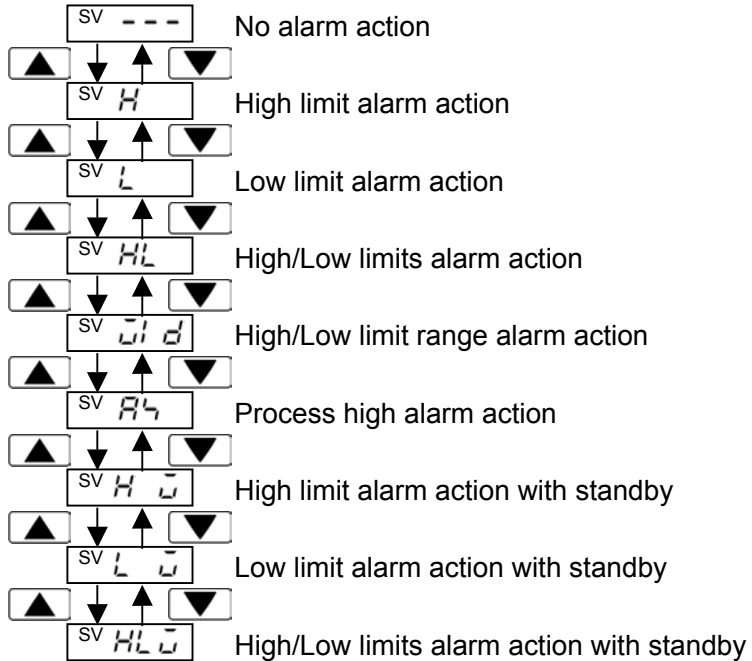 SV --- No alarm action
SV H High limit alarm action
SV L Low limit alarm action
SV HL High/Low limits alarm action
SV High/Low limit range alarm action
SV Process high alarm action
SV H High limit alarm action with standby
SV L Low limit alarm action with standby
SV HL High/Low limits alarm action with standby